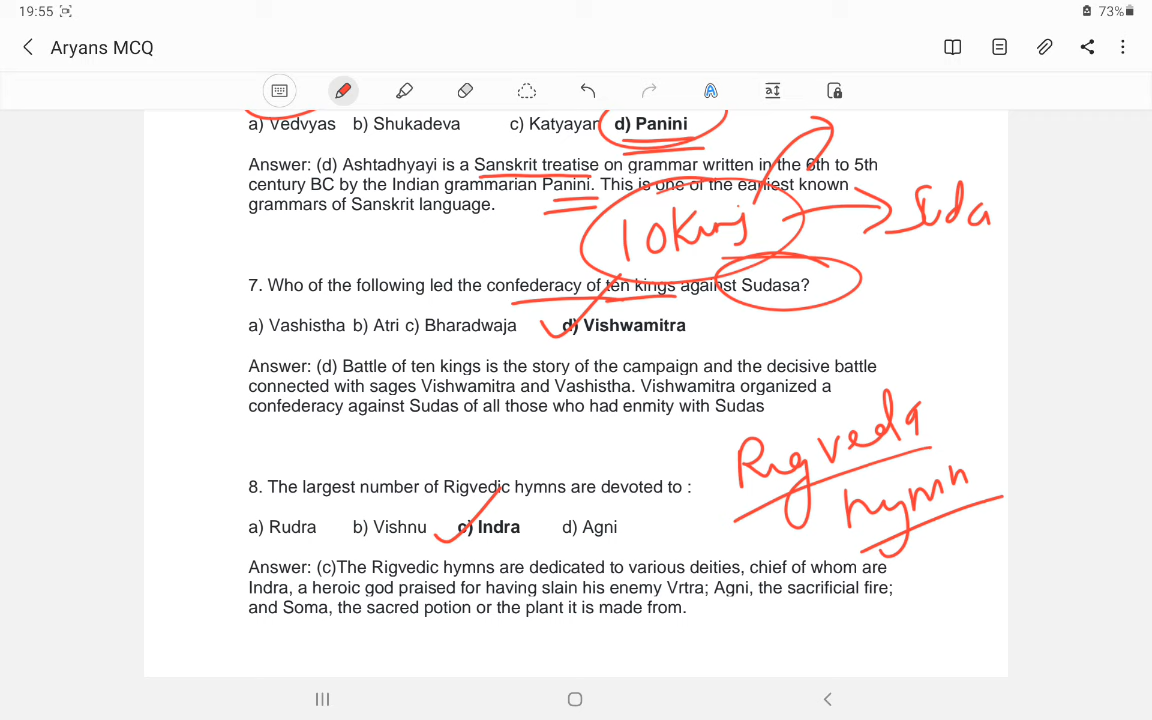 19:55 73%
Aryans MCQ
a) Vedvyas b) Shukadeva c) Katyayan d) Panini
Answer: (d) Ashtadhyayi is a Sanskrit treatise on grammar written in the 6th to 5th
century BC by the Indian grammarian Panini. This is one of the earliest known
grammars of Sanskrit language.
10 Kings
Suda
7. Who of the following led the confederacy of ten kings against Sudasa?
a) Vashistha b) Atri c) Bharadwaja d) Vishwamitra
Answer: (d) Battle of ten kings is the story of the campaign and the decisive battle
connected with sages Vishwamitra and Vashistha. Vishwamitra organized a
confederacy against Sudas of all those who had enmity with Sudas
Rigveda
hymn
8. The largest number of Rigvedic hymns are devoted to :
a) Rudra b) Vishnu c) Indra d) Agni
Answer: (c)The Rigvedic hymns are dedicated to various deities, chief of whom are
Indra, a heroic god praised for having slain his enemy Vrtra; Agni, the sacrificial fire;
and Soma, the sacred potion or the plant it is made from.